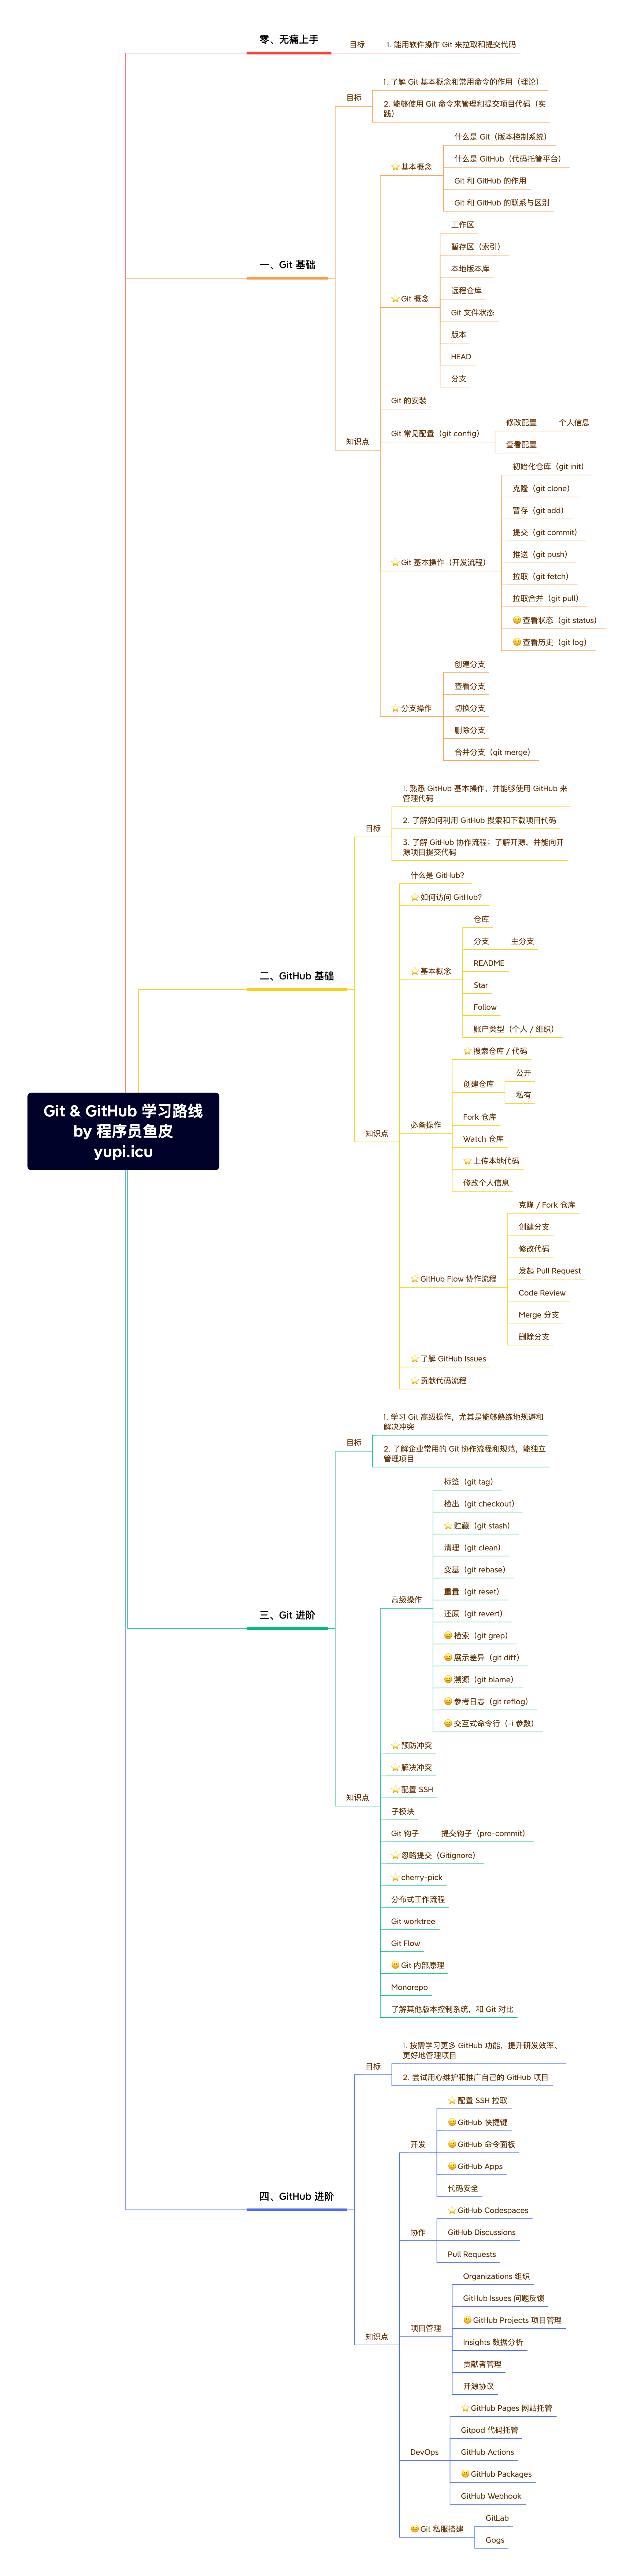 零、无痛上手
目标
1. 能用软件操作 Git 来拉取和提交代码
一、Git 基础
目标
1. 了解 Git 基本概念和常用命令的作用（理论）
2. 能够使用 Git 命令来管理和提交项目代码（实
践）
知识点
⭐基本概念
什么是 Git（版本控制系统）
什么是 GitHub（代码托管平台）
Git 和 GitHub 的作用
Git 和 GitHub 的联系与区别
⭐Git 概念
工作区
暂存区（索引）
本地版本库
远程仓库
Git 文件状态
版本
HEAD
分支
Git 的安装
Git 常见配置（git config）
修改配置
个人信息
查看配置
⭐Git 基本操作（开发流程）
初始化仓库（git init）
克隆（git clone）
暂存（git add）
提交（git commit）
推送（git push）
拉取（git fetch）
拉取合并（git pull）
😀查看状态（git status）
😀查看历史（git log）
⭐分支操作
创建分支
查看分支
切换分支
删除分支
合并分支（git merge）
Git & GitHub 学习路线
by 程序员鱼皮
yupi.icu
二、GitHub 基础
目标
1. 熟悉 GitHub 基本操作，并能够使用 GitHub 来
管理代码
2. 了解如何利用 GitHub 搜索和下载项目代码
3. 了解 GitHub 协作流程；了解开源，并能向开
源项目提交代码
知识点
什么是 GitHub?
⭐如何访问 GitHub?
⭐基本概念
仓库
分支
主分支
README
Star
Follow
账户类型（个人 / 组织）
必备操作
⭐搜索仓库 / 代码
创建仓库
公开
私有
Fork 仓库
Watch 仓库
⭐上传本地代码
修改个人信息
⭐GitHub Flow 协作流程
克隆 / Fork 仓库
创建分支
修改代码
发起 Pull Request
Code Review
Merge 分支
删除分支
⭐了解 GitHub Issues
⭐贡献代码流程
三、Git 进阶
目标
1. 学习 Git 高级操作，尤其是能够熟练地规避和
解决冲突
2. 了解企业常用的 Git 协作流程和规范，能独立
管理项目
知识点
高级操作
标签（git tag）
检出（git checkout）
⭐贮藏（git stash）
清理（git clean）
变基（git rebase）
重置（git reset）
还原（git revert）
😀检索（git grep）
😀展示差异（git diff）
😀溯源（git blame）
😀参考日志（git reflog）
😀交互式命令行（-i 参数）
⭐预防冲突
⭐解决冲突
⭐配置 SSH
子模块
Git 钩子
提交钩子（pre-commit）
⭐忽略提交（Gitignore）
⭐cherry-pick
分布式工作流程
Git worktree
Git Flow
😀Git 内部原理
Monorepo
了解其他版本控制系统，和 Git 对比
四、GitHub 进阶
目标
1. 按需学习更多 GitHub 功能，提升研发效率、
更好地管理项目
2. 尝试用心维护和推广自己的 GitHub 项目
知识点
开发
⭐配置 SSH 拉取
😀GitHub 快捷键
😀GitHub 命令面板
😀GitHub Apps
代码安全
协作
⭐GitHub Codespaces
GitHub Discussions
Pull Requests
项目管理
Organizations 组织
GitHub Issues 问题反馈
😀GitHub Projects 项目管理
Insights 数据分析
贡献者管理
开源协议
DevOps
⭐GitHub Pages 网站托管
Gitpod 代码托管
GitHub Actions
😀GitHub Packages
GitHub Webhook
😀Git 私服搭建
GitLab
Gogs